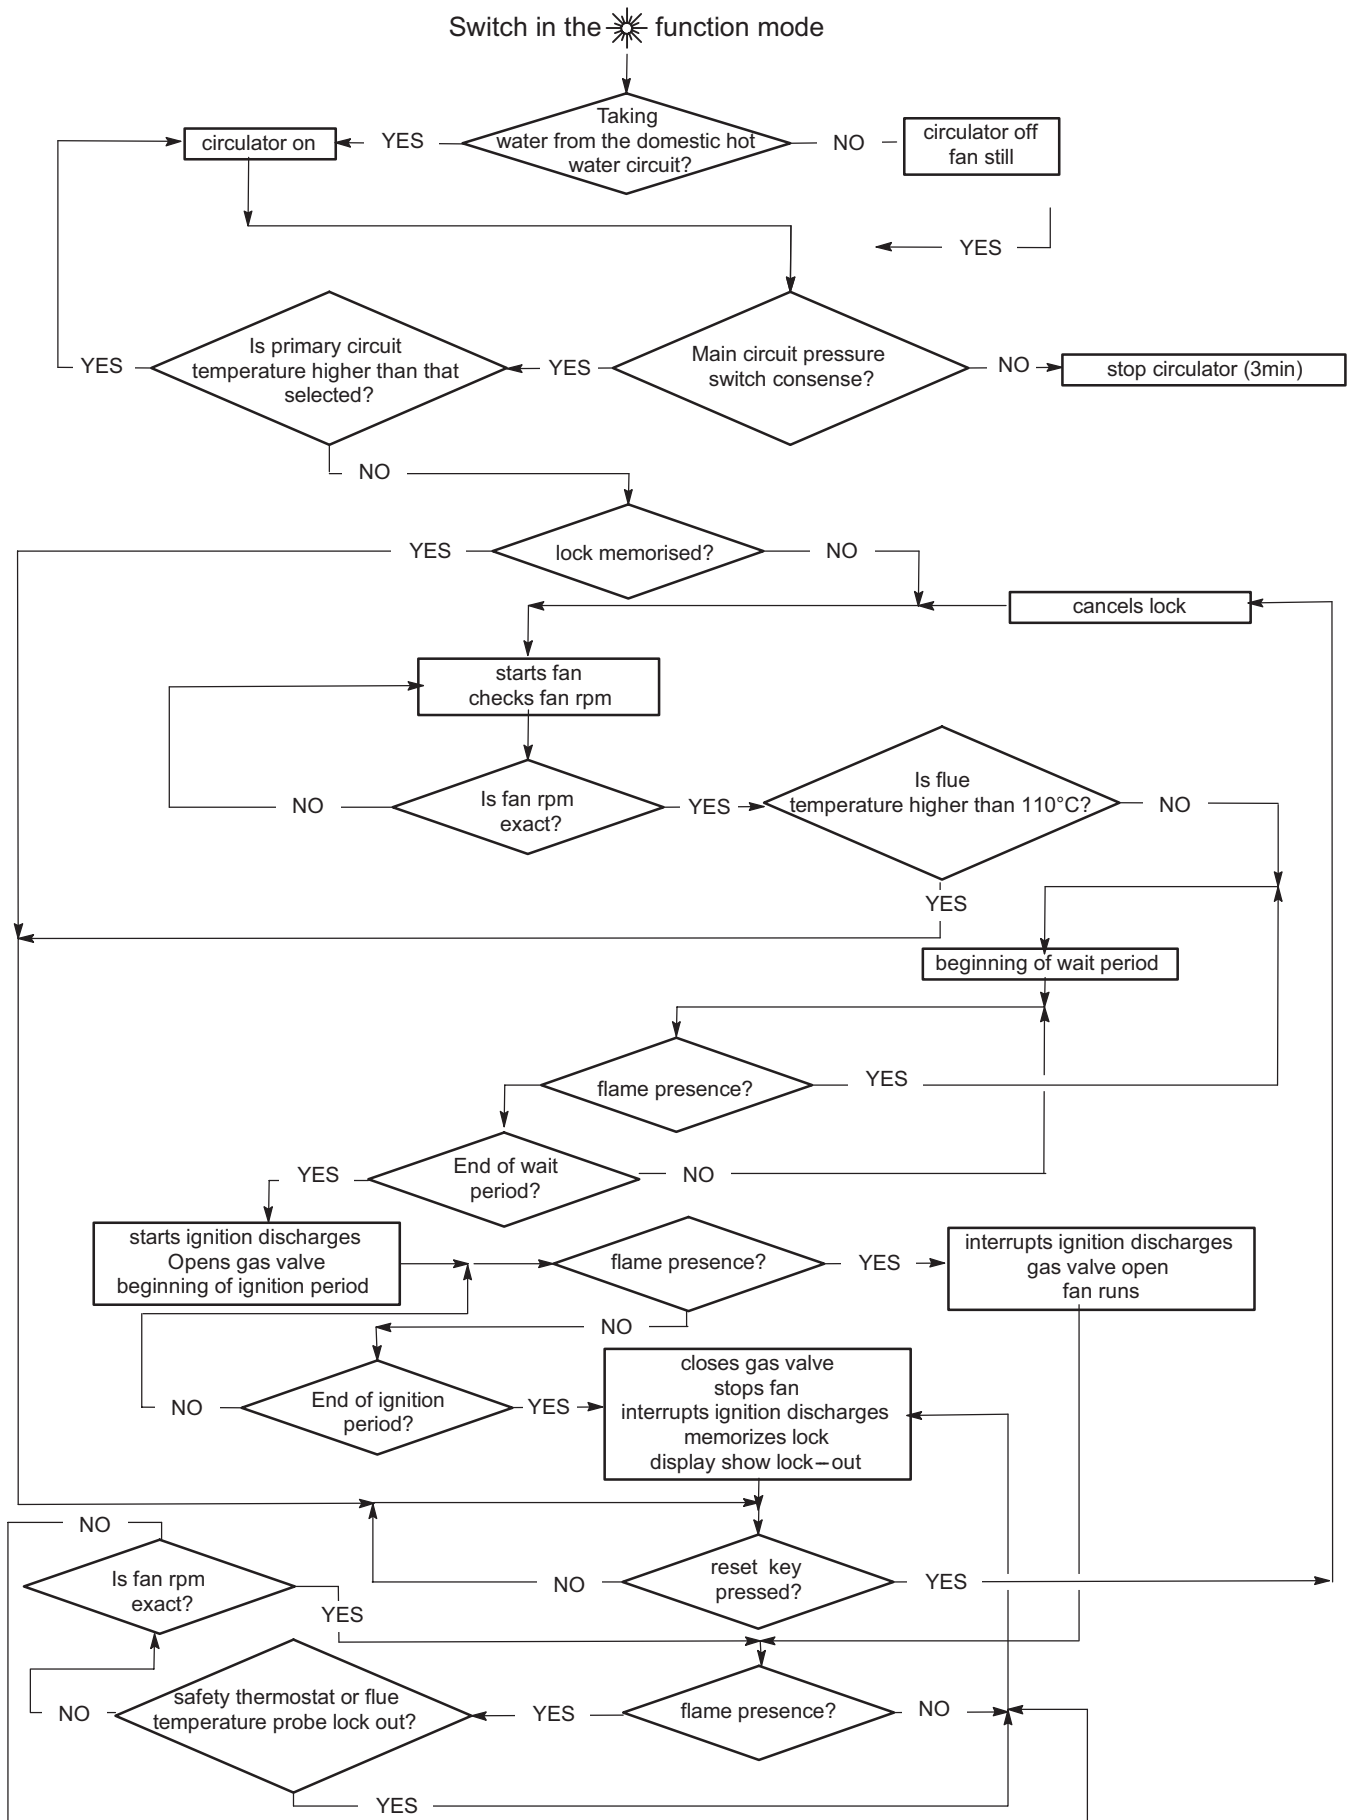 Switch in the function mode
Taking
water from the domestic hot
water circuit?
YES
NO
circulator on
circulator off
fan still
YES
Is primary circuit
temperature higher than that
selected?
YES
YES
Main circuit pressure
switch consense?
NO
stop circulator (3min)
NO
YES
lock memorised?
NO
cancels lock
starts fan
checks fan rpm
NO
Is fan rpm
exact?
YES
Is flue
temperature higher than 110°C?
NO
YES
beginning of wait period
flame presence?
YES
End of wait
period?
YES
NO
starts ignition discharges
Opens gas valve
beginning of ignition period
flame presence?
YES
interrupts ignition discharges
gas valve open
fan runs
NO
NO
End of ignition
period?
YES
closes gas valve
stops fan
interrupts ignition discharges
memorizes lock
display show lock–out
NO
Is fan rpm
exact?
YES
NO
reset key
pressed?
YES
NO
safety thermostat or flue
temperature probe lock out?
YES
flame presence?
NO
YES